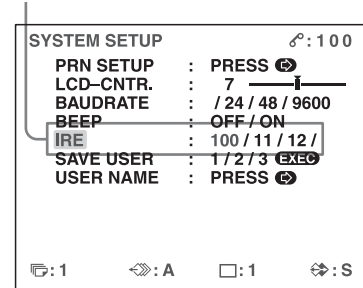 SYSTEM SETUP :100
PRN SETUP : PRESS
LCD–CNTR. : 7
BAUDRATE : / 24 / 48 / 9600
BEEP : OFF / ON
IRE : 100 / 11 / 12 /
SAVE USER : 1 / 2 / 3 EXEC
USER NAME : PRESS
:1 :A :1 :S